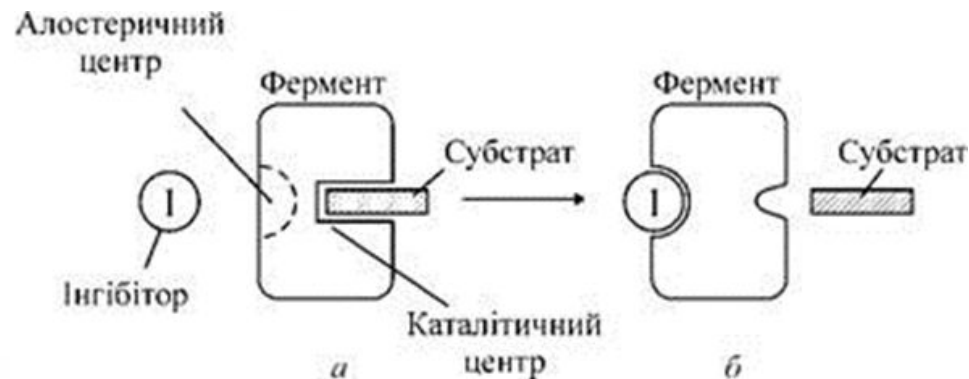 Алостеричний
центр
Фермент
Субстрат
І
Інгібітор
Каталітичний
центр
а
Фермент
Субстрат
І
б